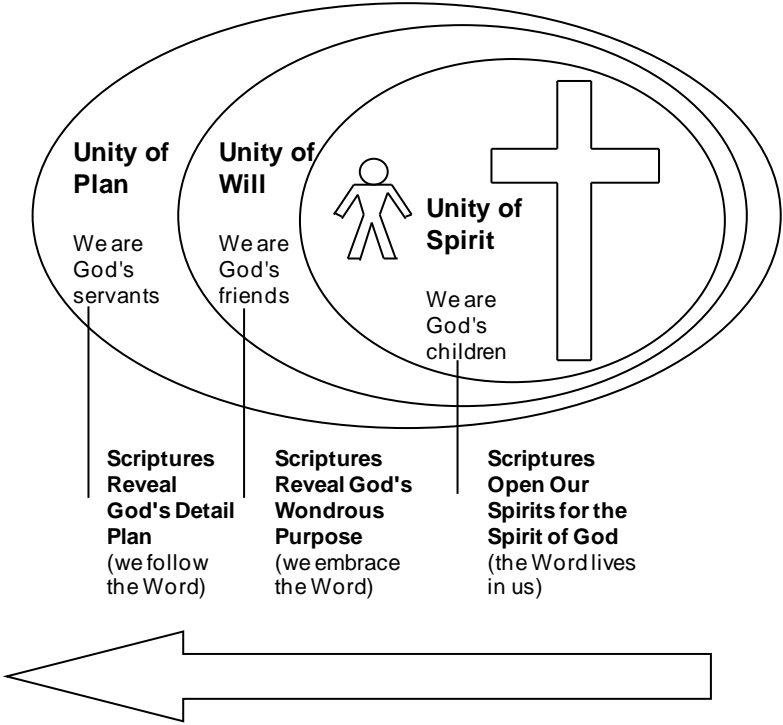 Unity of
Plan
We are
God's
servants
Unity of
Will
We are
God's
friends
Unity of
Spirit
We are
God's
children
Scriptures
Reveal
God's Detail
Plan
(we follow
the Word)
Scriptures
Reveal God's
Wondrous
Purpose
(we embrace
the Word)
Scriptures
Open Our
Spirits for the
Spirit of God
(the Word lives
in us)